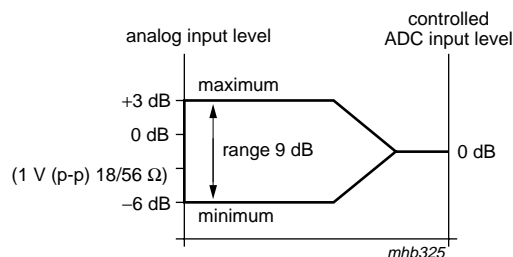 analog input level
controlled
ADC input level
maximum
+3 dB
0 dB
range 9 dB
0 dB
(1 V (p-p) 18/56 Ω)
−6 dB
minimum
mhb325